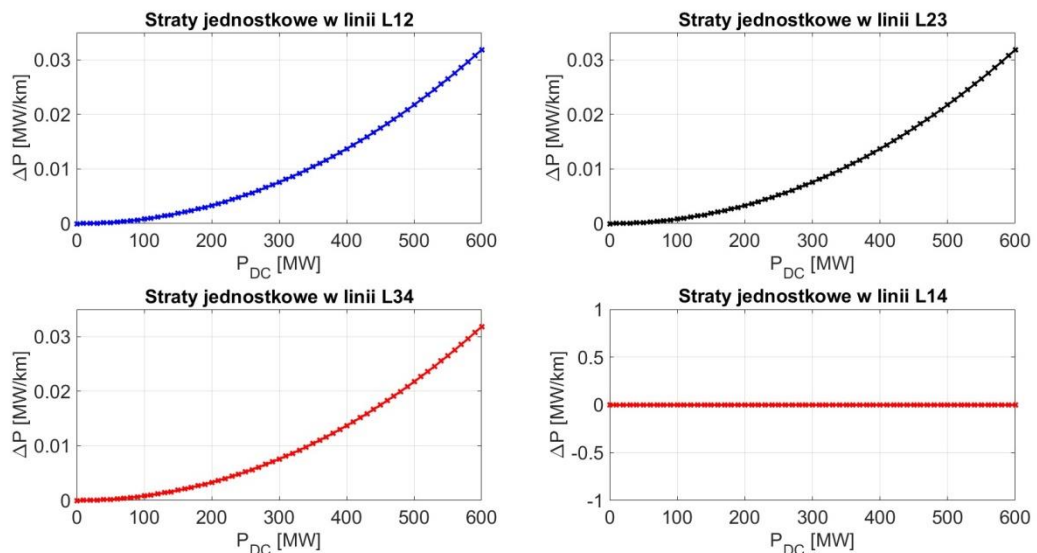 Straty jednostkowe w linii L12
0.03
0.02
0.01
0
ΔP [MW/km]
0 100 200 300 400 500 600
P_DC [MW]
Straty jednostkowe w linii L23
0.03
0.02
0.01
0
ΔP [MW/km]
0 100 200 300 400 500 600
P_DC [MW]
Straty jednostkowe w linii L34
0.03
0.02
0.01
0
ΔP [MW/km]
0 100 200 300 400 500 600
P_DC [MW]
Straty jednostkowe w linii L14
1
0.5
0
-0.5
-1
ΔP [MW/km]
0 100 200 300 400 500 600
P_DC [MW]